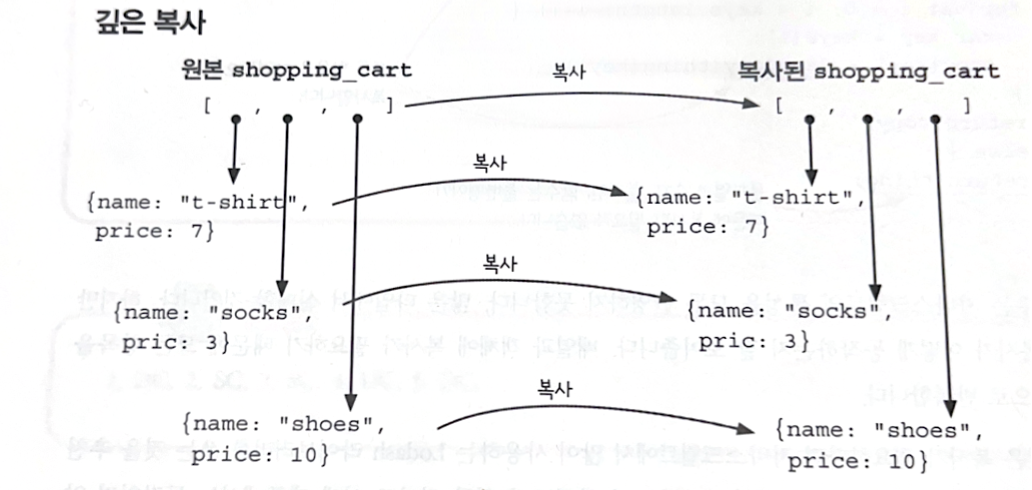 깊은 복사
원본 shopping_cart
복사
복사된 shopping_cart
[ , , ]
[ , , ]
복사
{name: "t-shirt",
price: 7}
{name: "t-shirt",
price: 7}
복사
{name: "socks",
pric: 3}
{name: "socks",
pric: 3}
복사
{name: "shoes",
price: 10}
{name: "shoes",
price: 10}